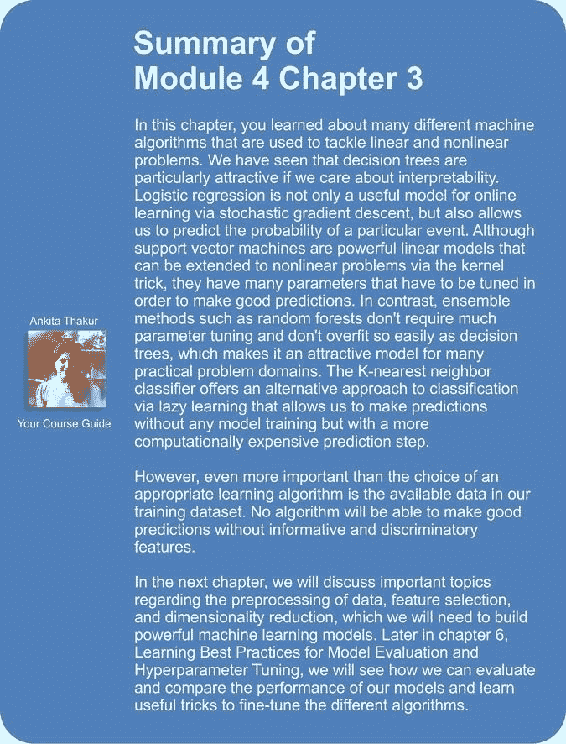 Summary of
Module 4 Chapter 3
In this chapter, you learned about many different machine
algorithms that are used to tackle linear and nonlinear
problems. We have seen that decision trees are
particularly attractive if we care about interpretability.
Logistic regression is not only a useful model for online
learning via stochastic gradient descent, but also allows
us to predict the probability of a particular event. Although
support vector machines are powerful linear models that
can be extended to nonlinear problems via the kernel
trick, they have many parameters that have to be tuned in
order to make good predictions. In contrast, ensemble
methods such as random forests don't require much
parameter tuning and don't overfit so easily as decision
trees, which makes it an attractive model for many
practical problem domains. The K-nearest neighbor
classifier offers an alternative approach to classification
via lazy learning that allows us to make predictions
without any model training but with a more
computationally expensive prediction step.
Ankita Thakur
Your Course Guide
However, even more important than the choice of an
appropriate learning algorithm is the available data in our
training dataset. No algorithm will be able to make good
predictions without informative and discriminatory
features.
In the next chapter, we will discuss important topics
regarding the preprocessing of data, feature selection,
and dimensionality reduction, which we will need to build
powerful machine learning models. Later in chapter 6,
Learning Best Practices for Model Evaluation and
Hyperparameter Tuning, we will see how we can evaluate
and compare the performance of our models and learn
useful tricks to fine-tune the different algorithms.